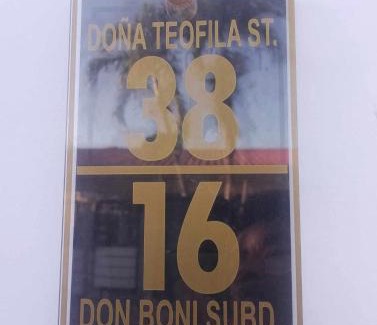 DOÑA TEOFILA ST.
38
16
DON BONI SUBD